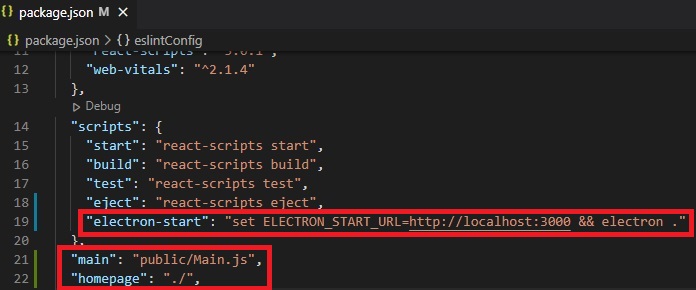 package.json M ×
package.json > eslintConfig
11 "react-scripts": "5.0.1",
12 "web-vitals": "^2.1.4"
13 },
Debug
14 "scripts": {
15 "start": "react-scripts start",
16 "build": "react-scripts build",
17 "test": "react-scripts test",
18 "eject": "react-scripts eject",
19 "electron-start": "set ELECTRON_START_URL=http://localhost:3000 && electron ."
20 },
21 "main": "public/Main.js",
22 "homepage": "./",